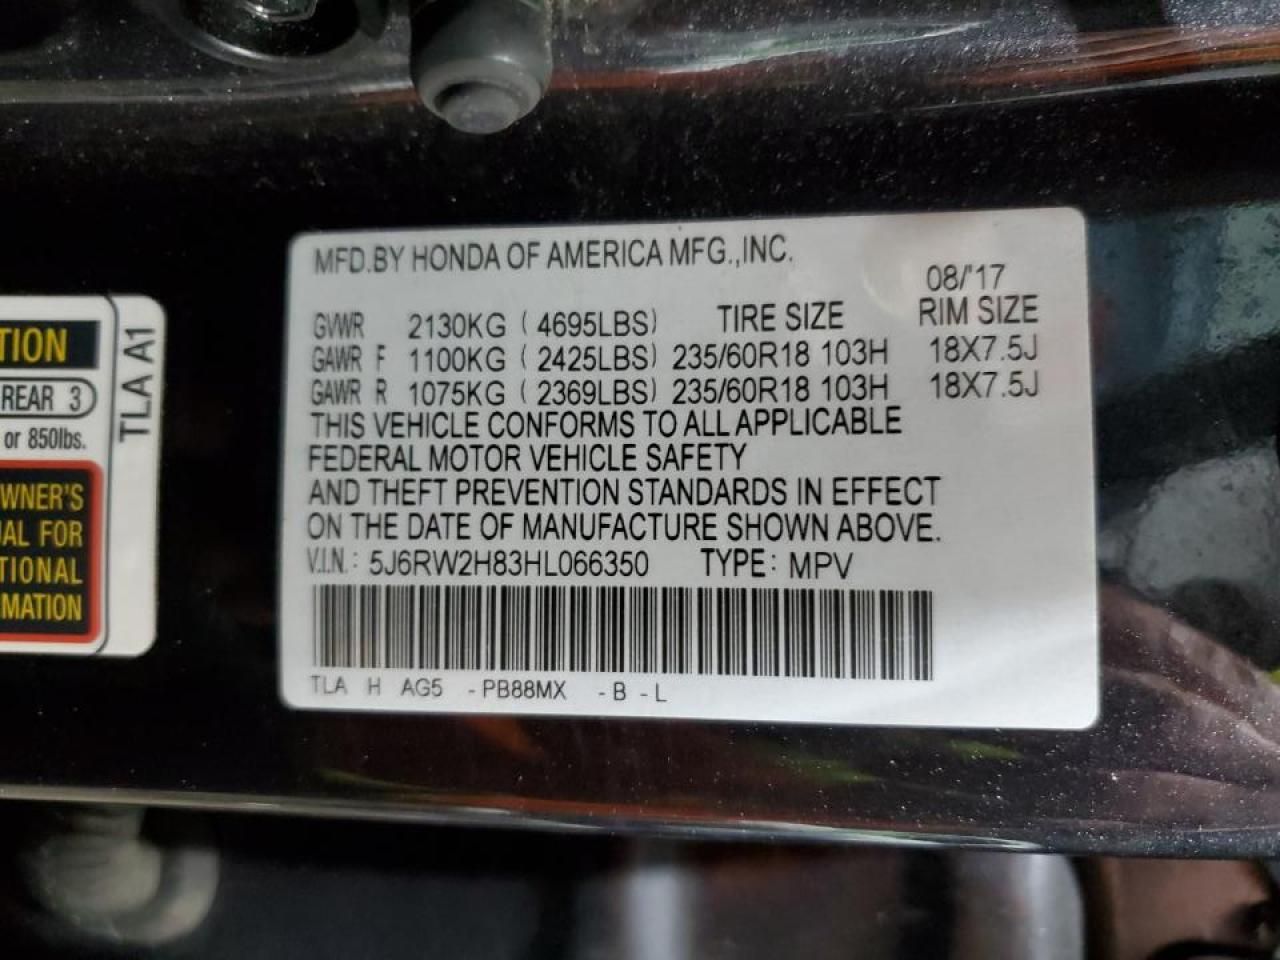 MFD.BY HONDA OF AMERICA MFG.,INC.
08/'17
GVWR 2130KG ( 4695LBS) TIRE SIZE RIM SIZE
GAWR F 1100KG ( 2425LBS) 235/60R18 103H 18X7.5J
GAWR R 1075KG ( 2369LBS) 235/60R18 103H 18X7.5J
THIS VEHICLE CONFORMS TO ALL APPLICABLE
FEDERAL MOTOR VEHICLE SAFETY
AND THEFT PREVENTION STANDARDS IN EFFECT
ON THE DATE OF MANUFACTURE SHOWN ABOVE.
V.I.N.: 5J6RW2H83HL066350 TYPE: MPV
TLA H AG5 -PB88MX -B -L
TION
REAR 3
or 850lbs.
WNER'S
AL FOR
TIONAL
MATION
TLA A1